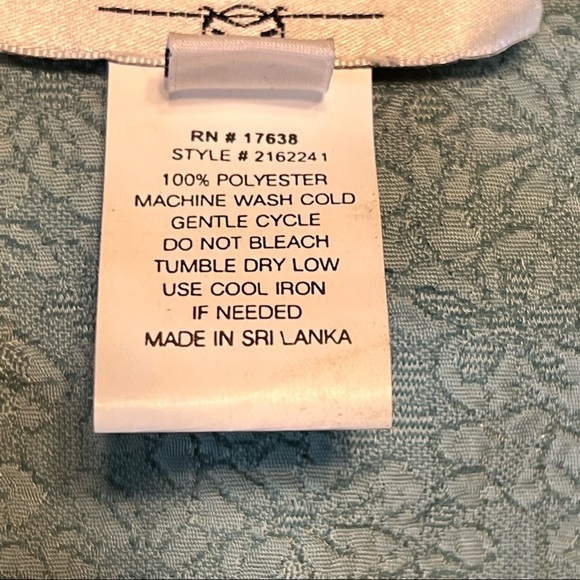 RN # 17638
STYLE # 2162241
100% POLYESTER
MACHINE WASH COLD
GENTLE CYCLE
DO NOT BLEACH
TUMBLE DRY LOW
USE COOL IRON
IF NEEDED
MADE IN SRI LANKA